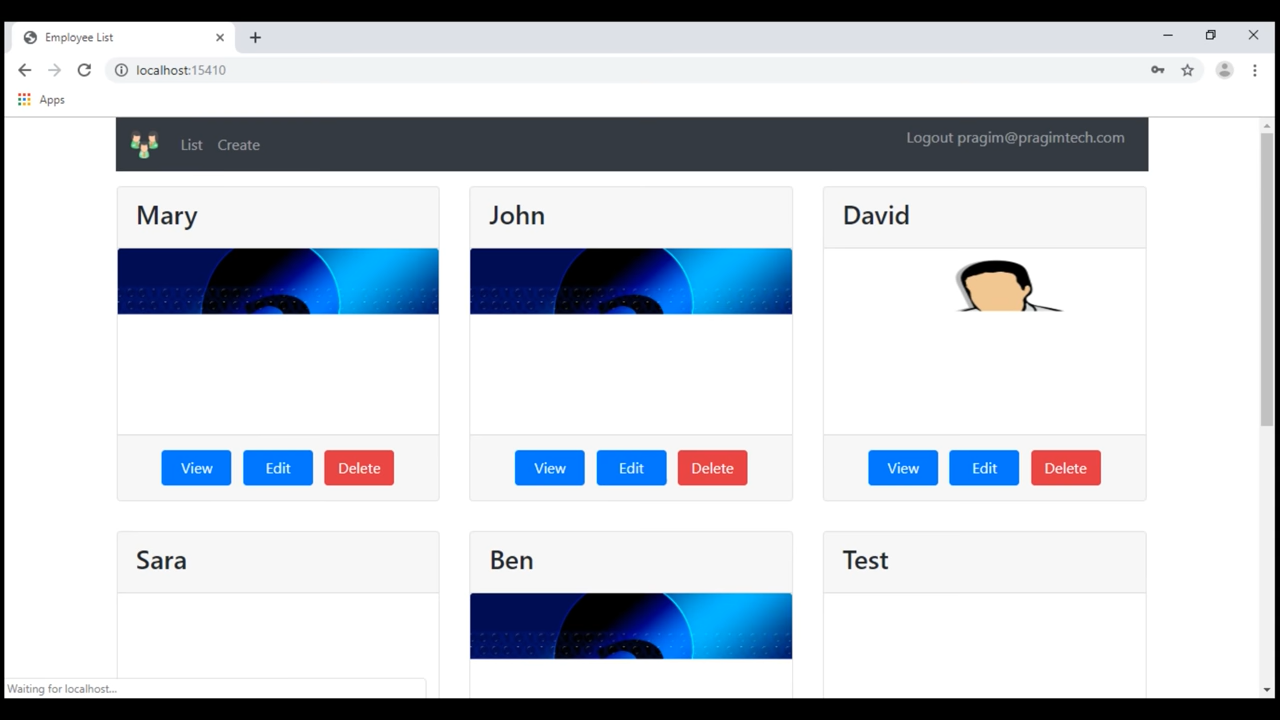 Employee List
localhost:15410
Apps
List Create Logout pragim@pragimtech.com
Mary John David
View Edit Delete View Edit Delete View Edit Delete
Sara Ben Test
Waiting for localhost...